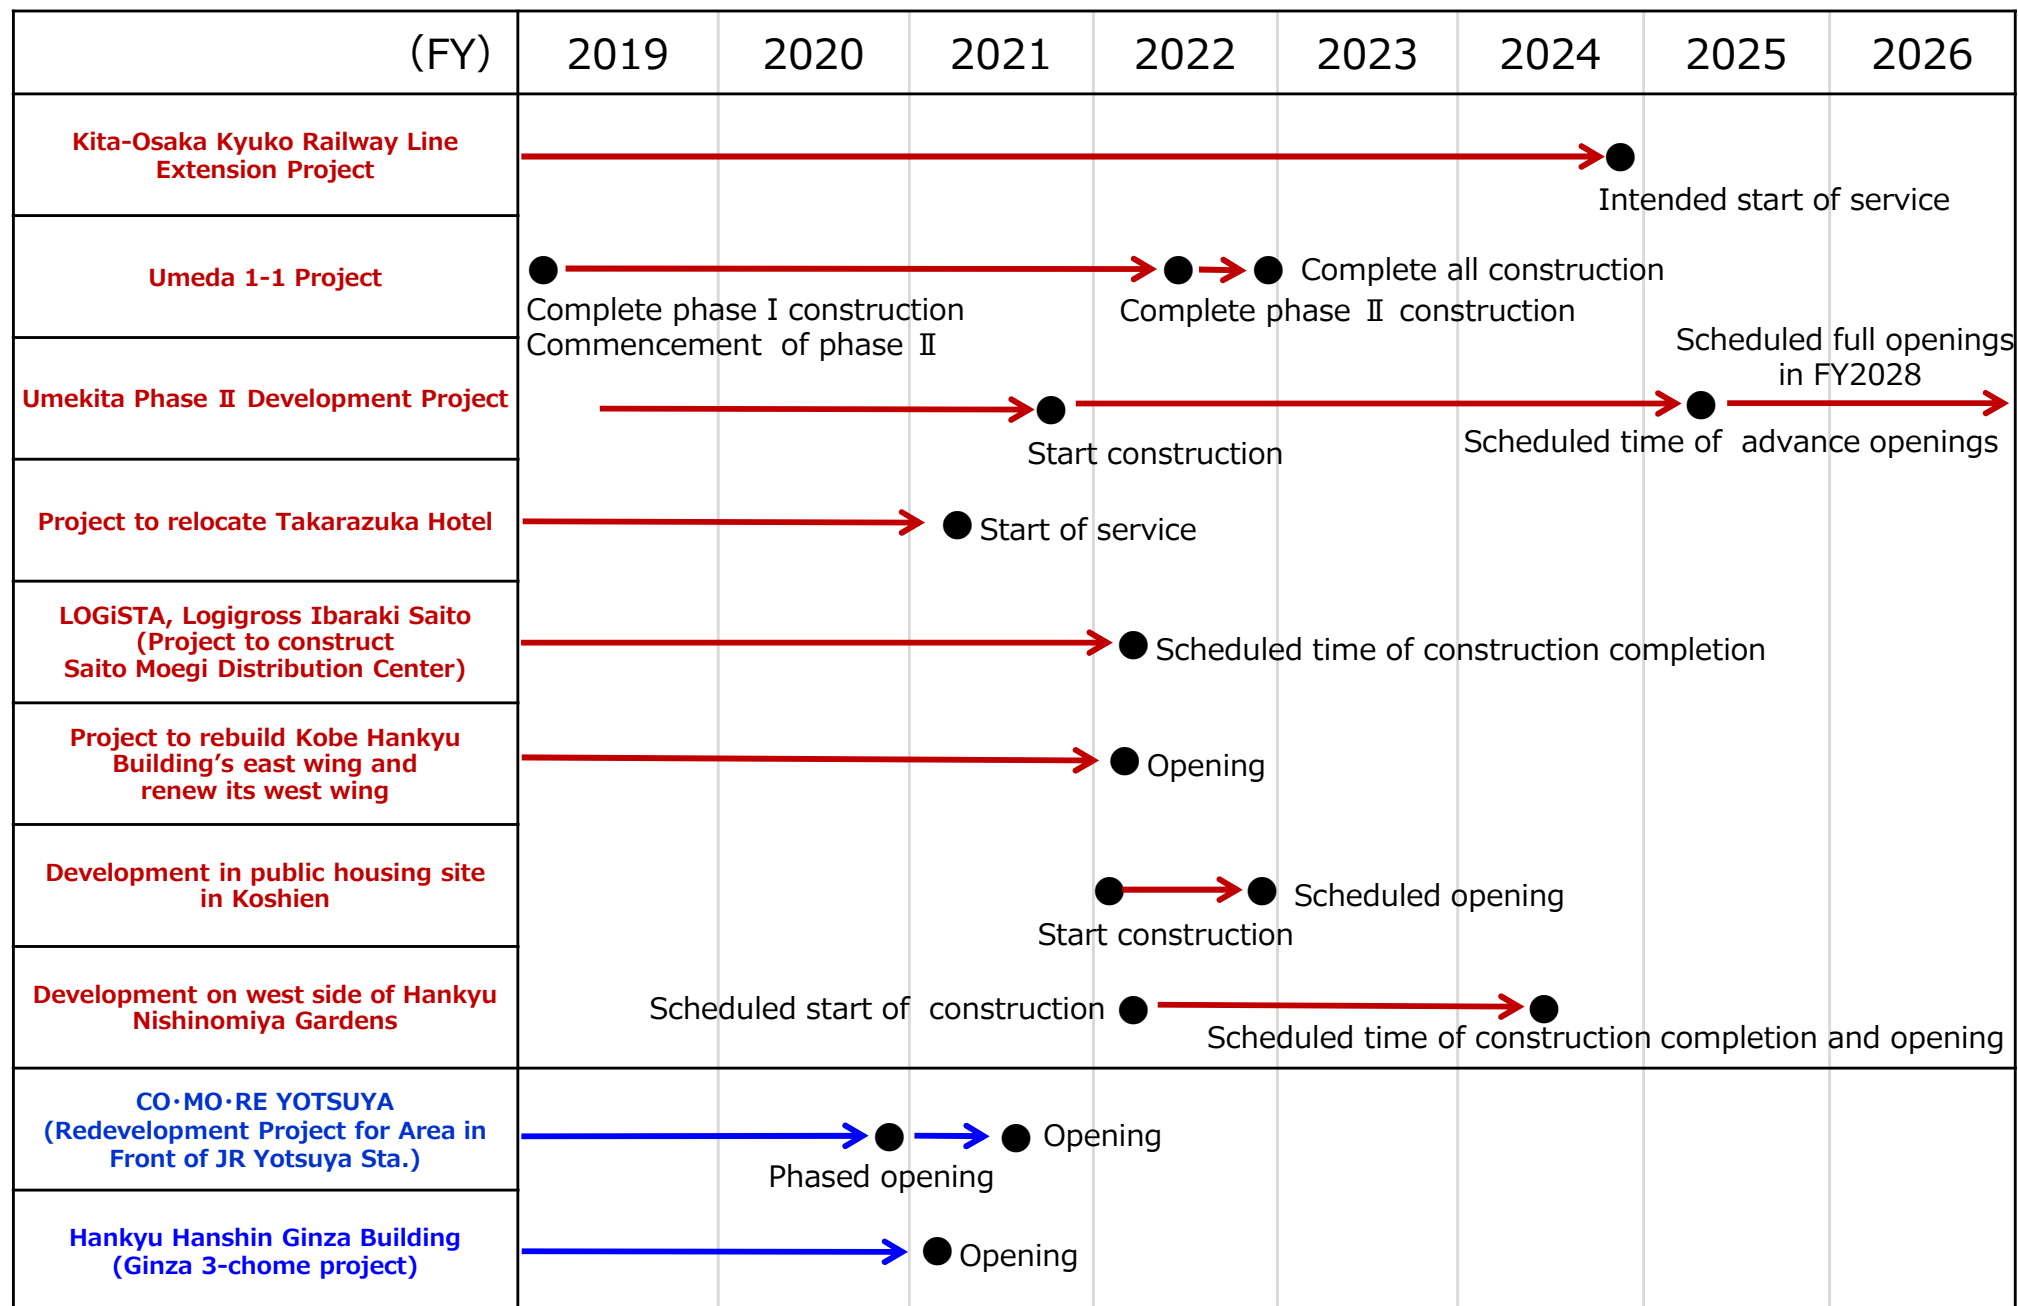 (FY) 2019 2020 2021 2022 2023 2024 2025 2026
Kita-Osaka Kyuko Railway Line
Extension Project
Intended start of service
Umeda 1-1 Project
Complete all construction
Complete phase Ⅰ construction
Commencement of phase Ⅱ
Complete phase Ⅱ construction
Umekita Phase Ⅱ Development Project
Scheduled full openings
in FY2028
Start construction
Scheduled time of advance openings
Project to relocate Takarazuka Hotel
Start of service
LOGiSTA, Logigross Ibaraki Saito
(Project to construct
Saito Moegi Distribution Center)
Scheduled time of construction completion
Project to rebuild Kobe Hankyu
Building’s east wing and
renew its west wing
Opening
Development in public housing site
in Koshien
Scheduled opening
Start construction
Development on west side of Hankyu
Nishinomiya Gardens
Scheduled start of construction
Scheduled time of construction completion and opening
CO・MO・RE YOTSUYA
(Redevelopment Project for Area in
Front of JR Yotsuya Sta.)
Opening
Phased opening
Hankyu Hanshin Ginza Building
(Ginza 3-chome project)
Opening